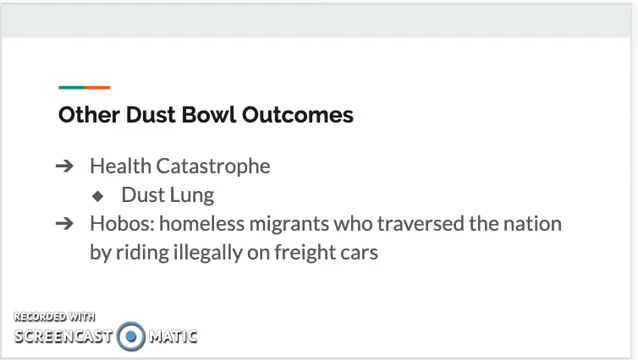 Other Dust Bowl Outcomes
➔ Health Catastrophe
◆ Dust Lung
➔ Hobos: homeless migrants who traversed the nation
by riding illegally on freight cars
RECORDED WITH
SCREENCAST MATIC